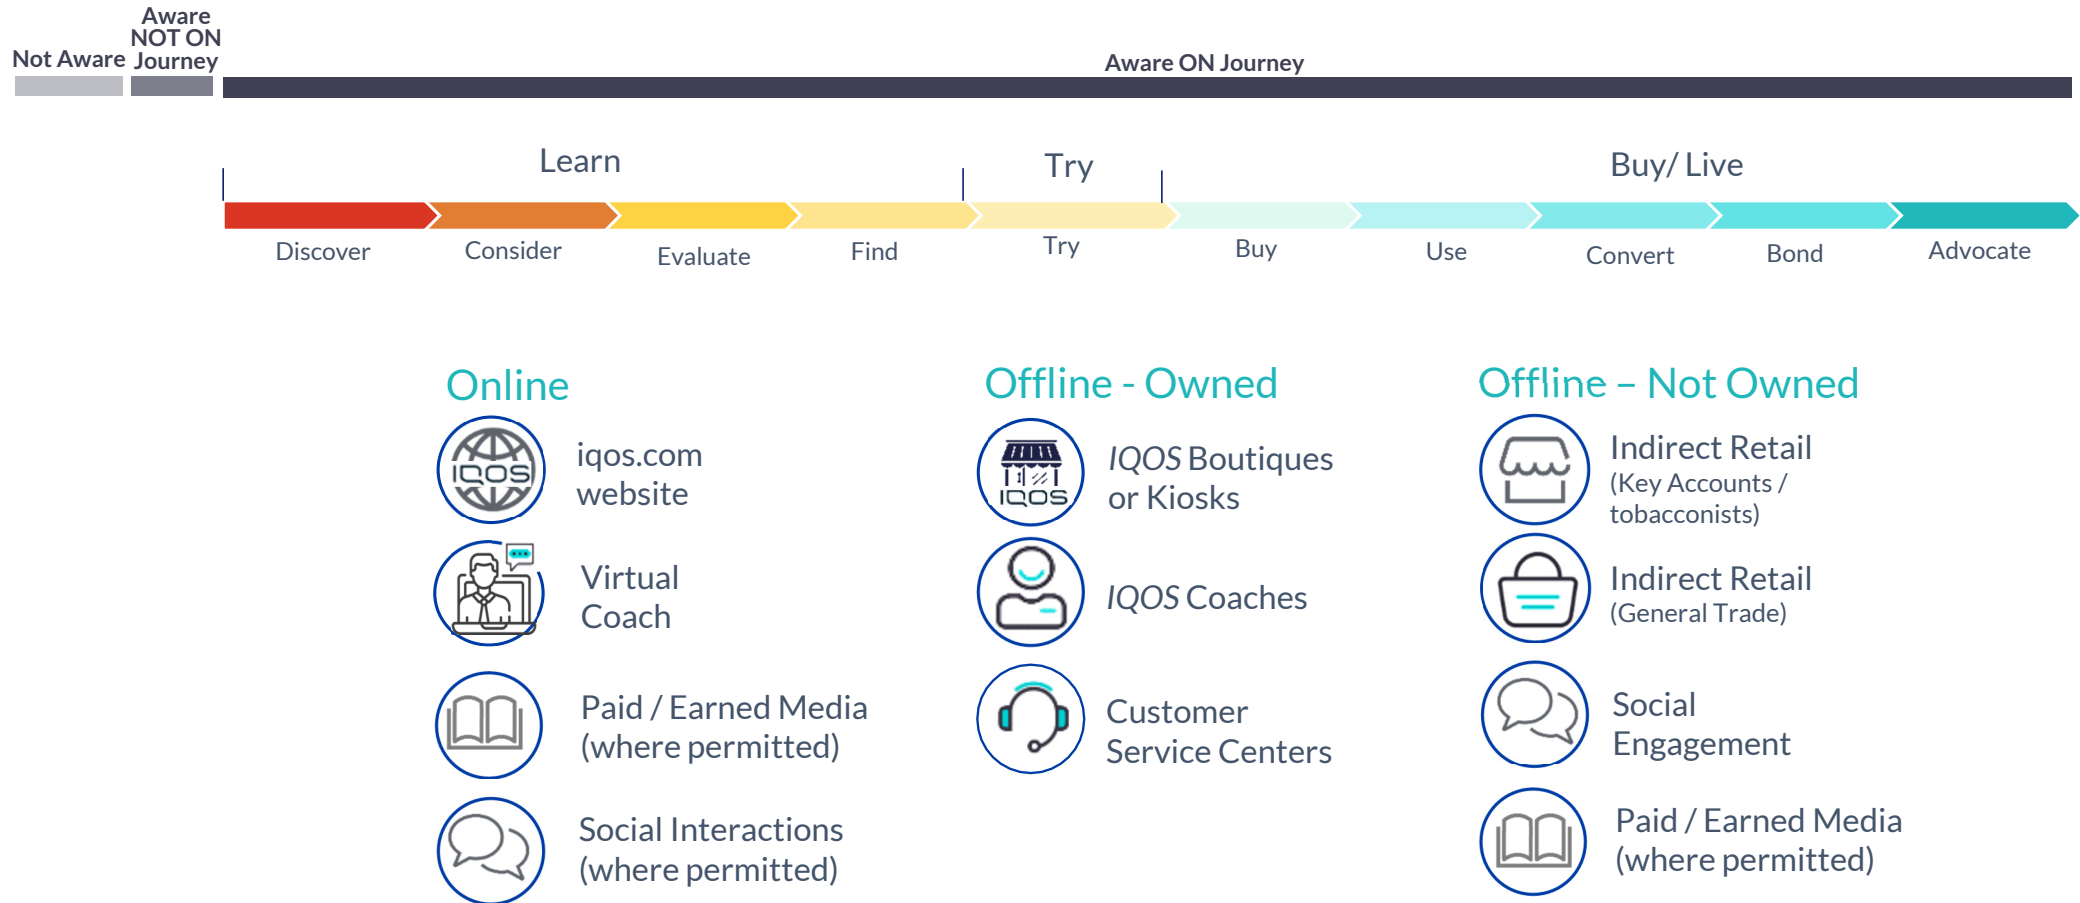 Aware
NOT ON
Not Aware Journey
Aware ON Journey
Learn
Try
Buy/ Live
Discover
Consider
Evaluate
Find
Try
Buy
Use
Convert
Bond
Advocate
Online
IQOS
iqos.com
website
Virtual
Coach
Paid / Earned Media
(where permitted)
Social Interactions
(where permitted)
Offline - Owned
IQOS
IQOS Boutiques
or Kiosks
IQOS Coaches
Customer
Service Centers
Offline – Not Owned
Indirect Retail
(Key Accounts /
tobacconists)
Indirect Retail
(General Trade)
Social
Engagement
Paid / Earned Media
(where permitted)